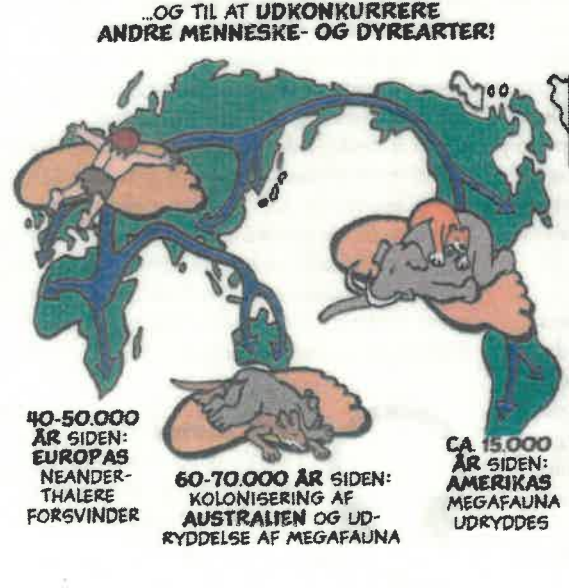 ...OG TIL AT UDKONKURRERE
ANDRE MENNESKE- OG DYREARTER!
40-50.000
ÅR SIDEN:
EUROPAS
NEANDER-
THALERE
FORSVINDER
60-70.000 ÅR SIDEN:
KOLONISERING AF
AUSTRALIEN OG UD-
RYDDELSE AF MEGAFAUNA
CA. 15.000
ÅR SIDEN:
AMERIKAS
MEGAFAUNA
UDRYDDES